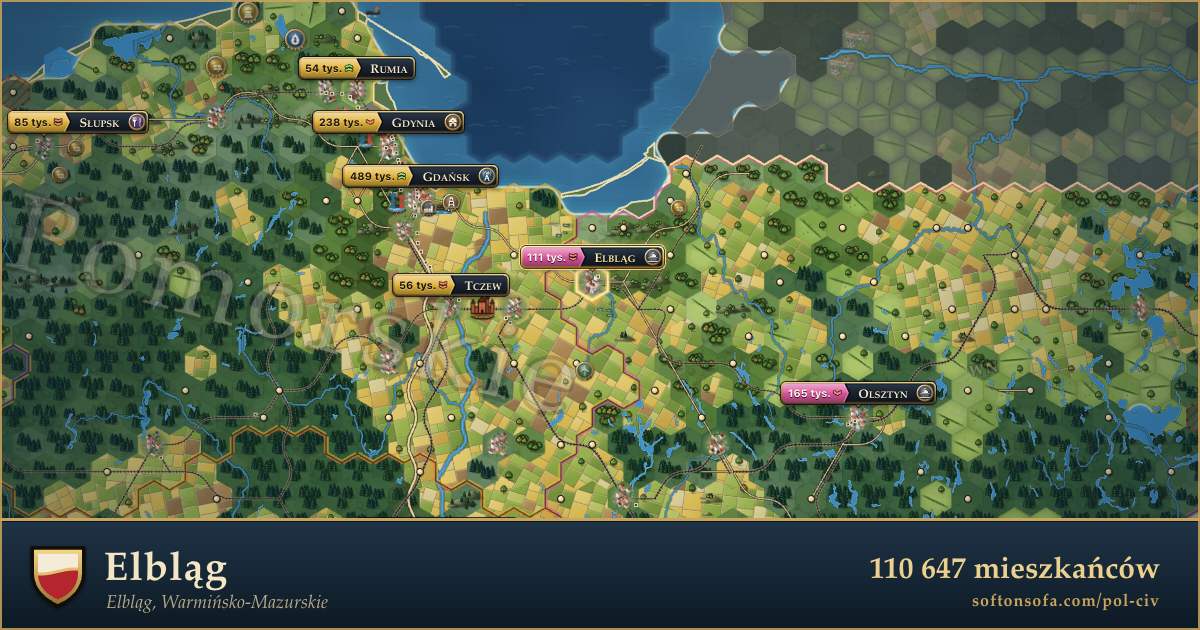 54 tys. RUMIA
85 tys. SŁUPSK
238 tys. GDYNIA
489 tys. GDAŃSK
Pomorskie
111 tys. ELBLĄG
56 tys. TCZEW
165 tys. OLSZTYN
Elbląg
Elbląg, Warmińsko-Mazurskie
110 647 mieszkańców
softonsofa.com/pol-civ